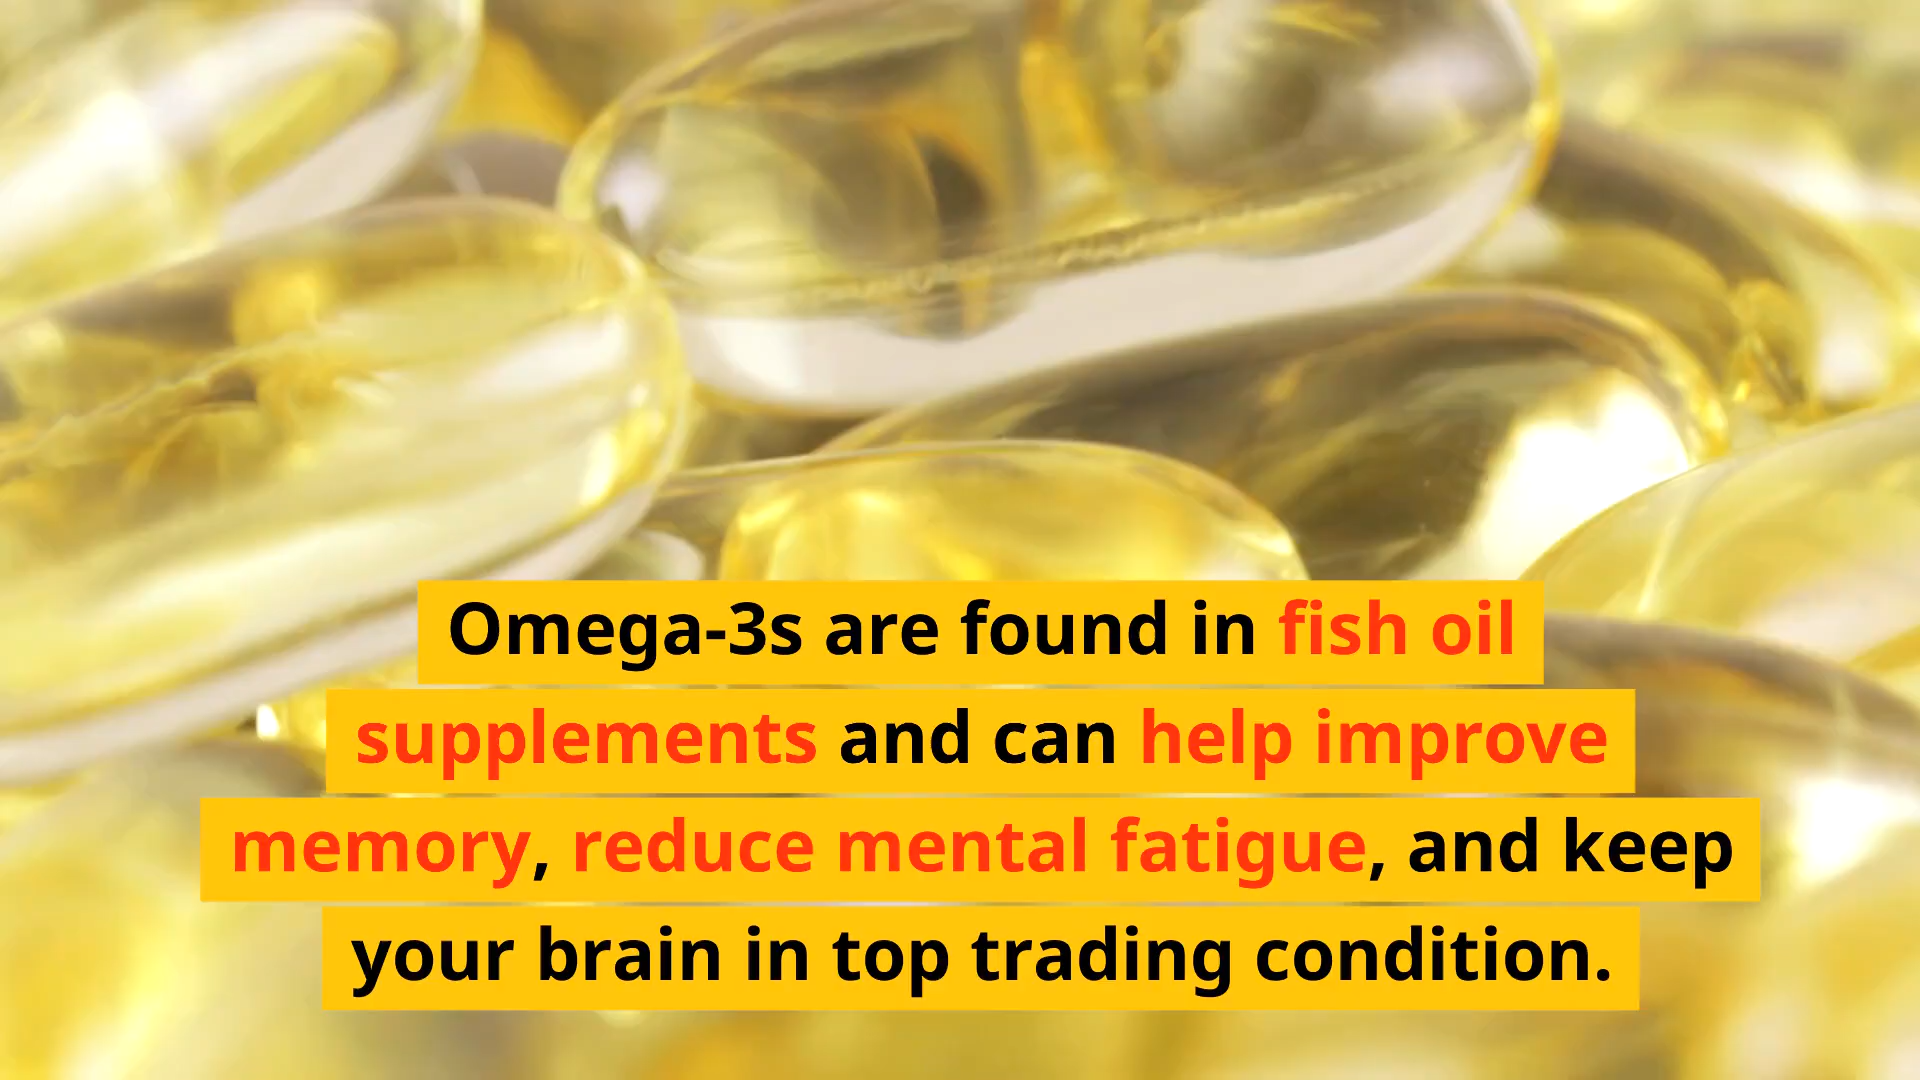 Omega-3s are found in fish oil
supplements and can help improve
memory, reduce mental fatigue, and keep
your brain in top trading condition.